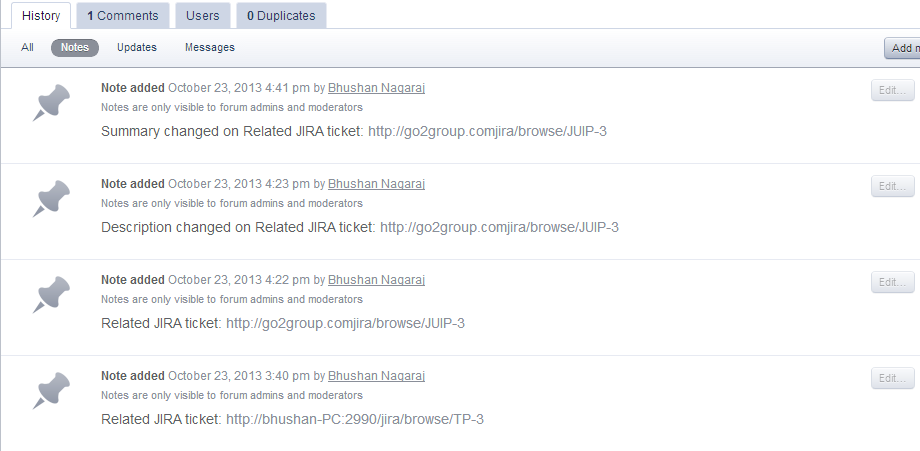 History 1 Comments Users 0 Duplicates
All Notes Updates Messages Add
Note added October 23, 2013 4:41 pm by Bhushan Nagaraj Edit...
Notes are only visible to forum admins and moderators
Summary changed on Related JIRA ticket: http://go2group.comjira/browse/JUIP-3
Note added October 23, 2013 4:23 pm by Bhushan Nagaraj Edit...
Notes are only visible to forum admins and moderators
Description changed on Related JIRA ticket: http://go2group.comjira/browse/JUIP-3
Note added October 23, 2013 4:22 pm by Bhushan Nagaraj Edit...
Notes are only visible to forum admins and moderators
Related JIRA ticket: http://go2group.comjira/browse/JUIP-3
Note added October 23, 2013 3:40 pm by Bhushan Nagaraj Edit...
Notes are only visible to forum admins and moderators
Related JIRA ticket: http://bhushan-PC:2990/jira/browse/TP-3